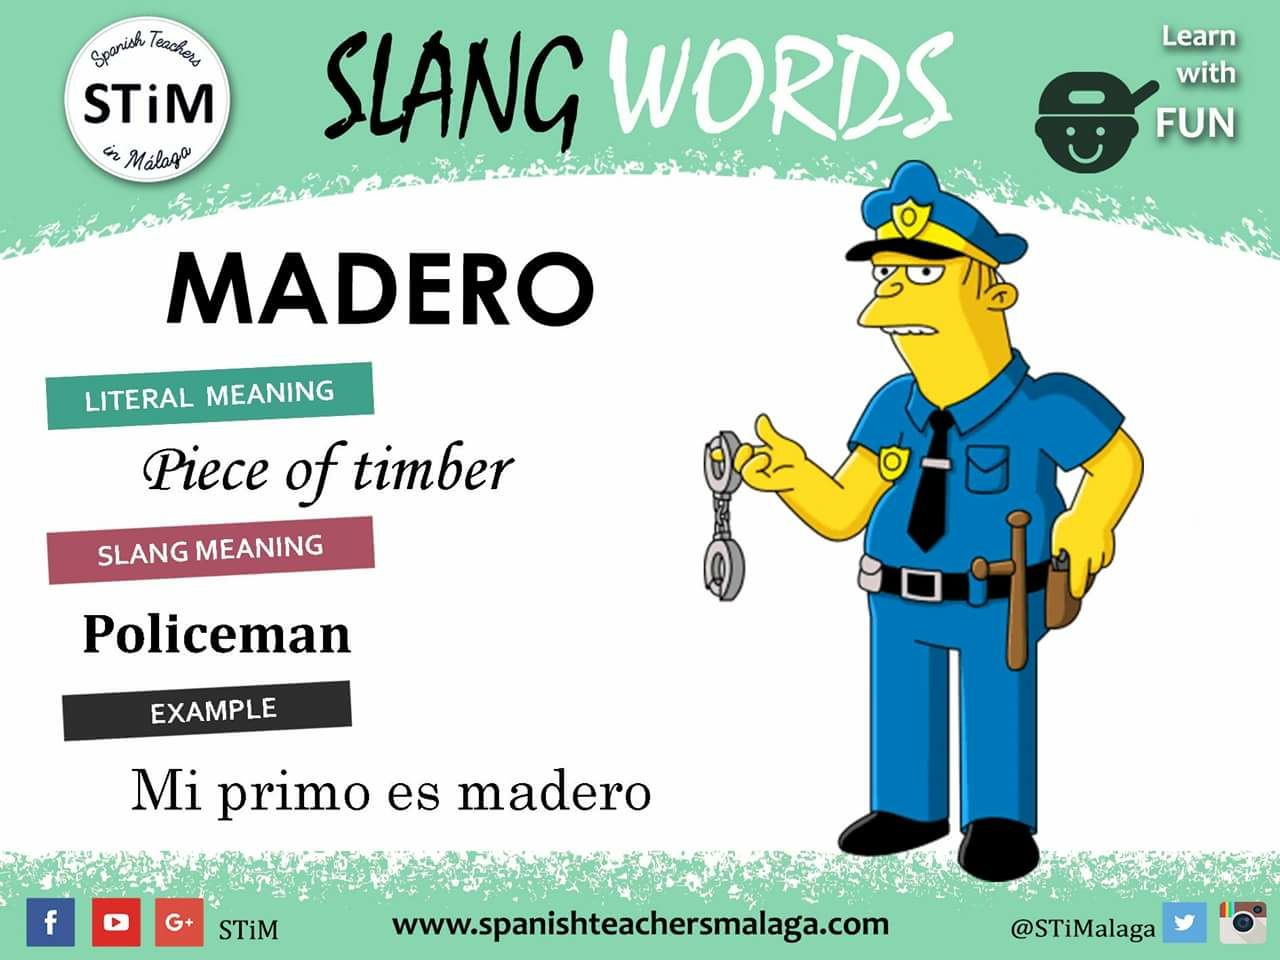 Spanish Teachers
STiM
in Málaga
SLANG WORDS
Learn
with
FUN
MADERO
LITERAL MEANING
Piece of timber
SLANG MEANING
Policeman
EXAMPLE
Mi primo es madero
f
G+
STiM
www.spanishteachersmalaga.com
@STiMalaga